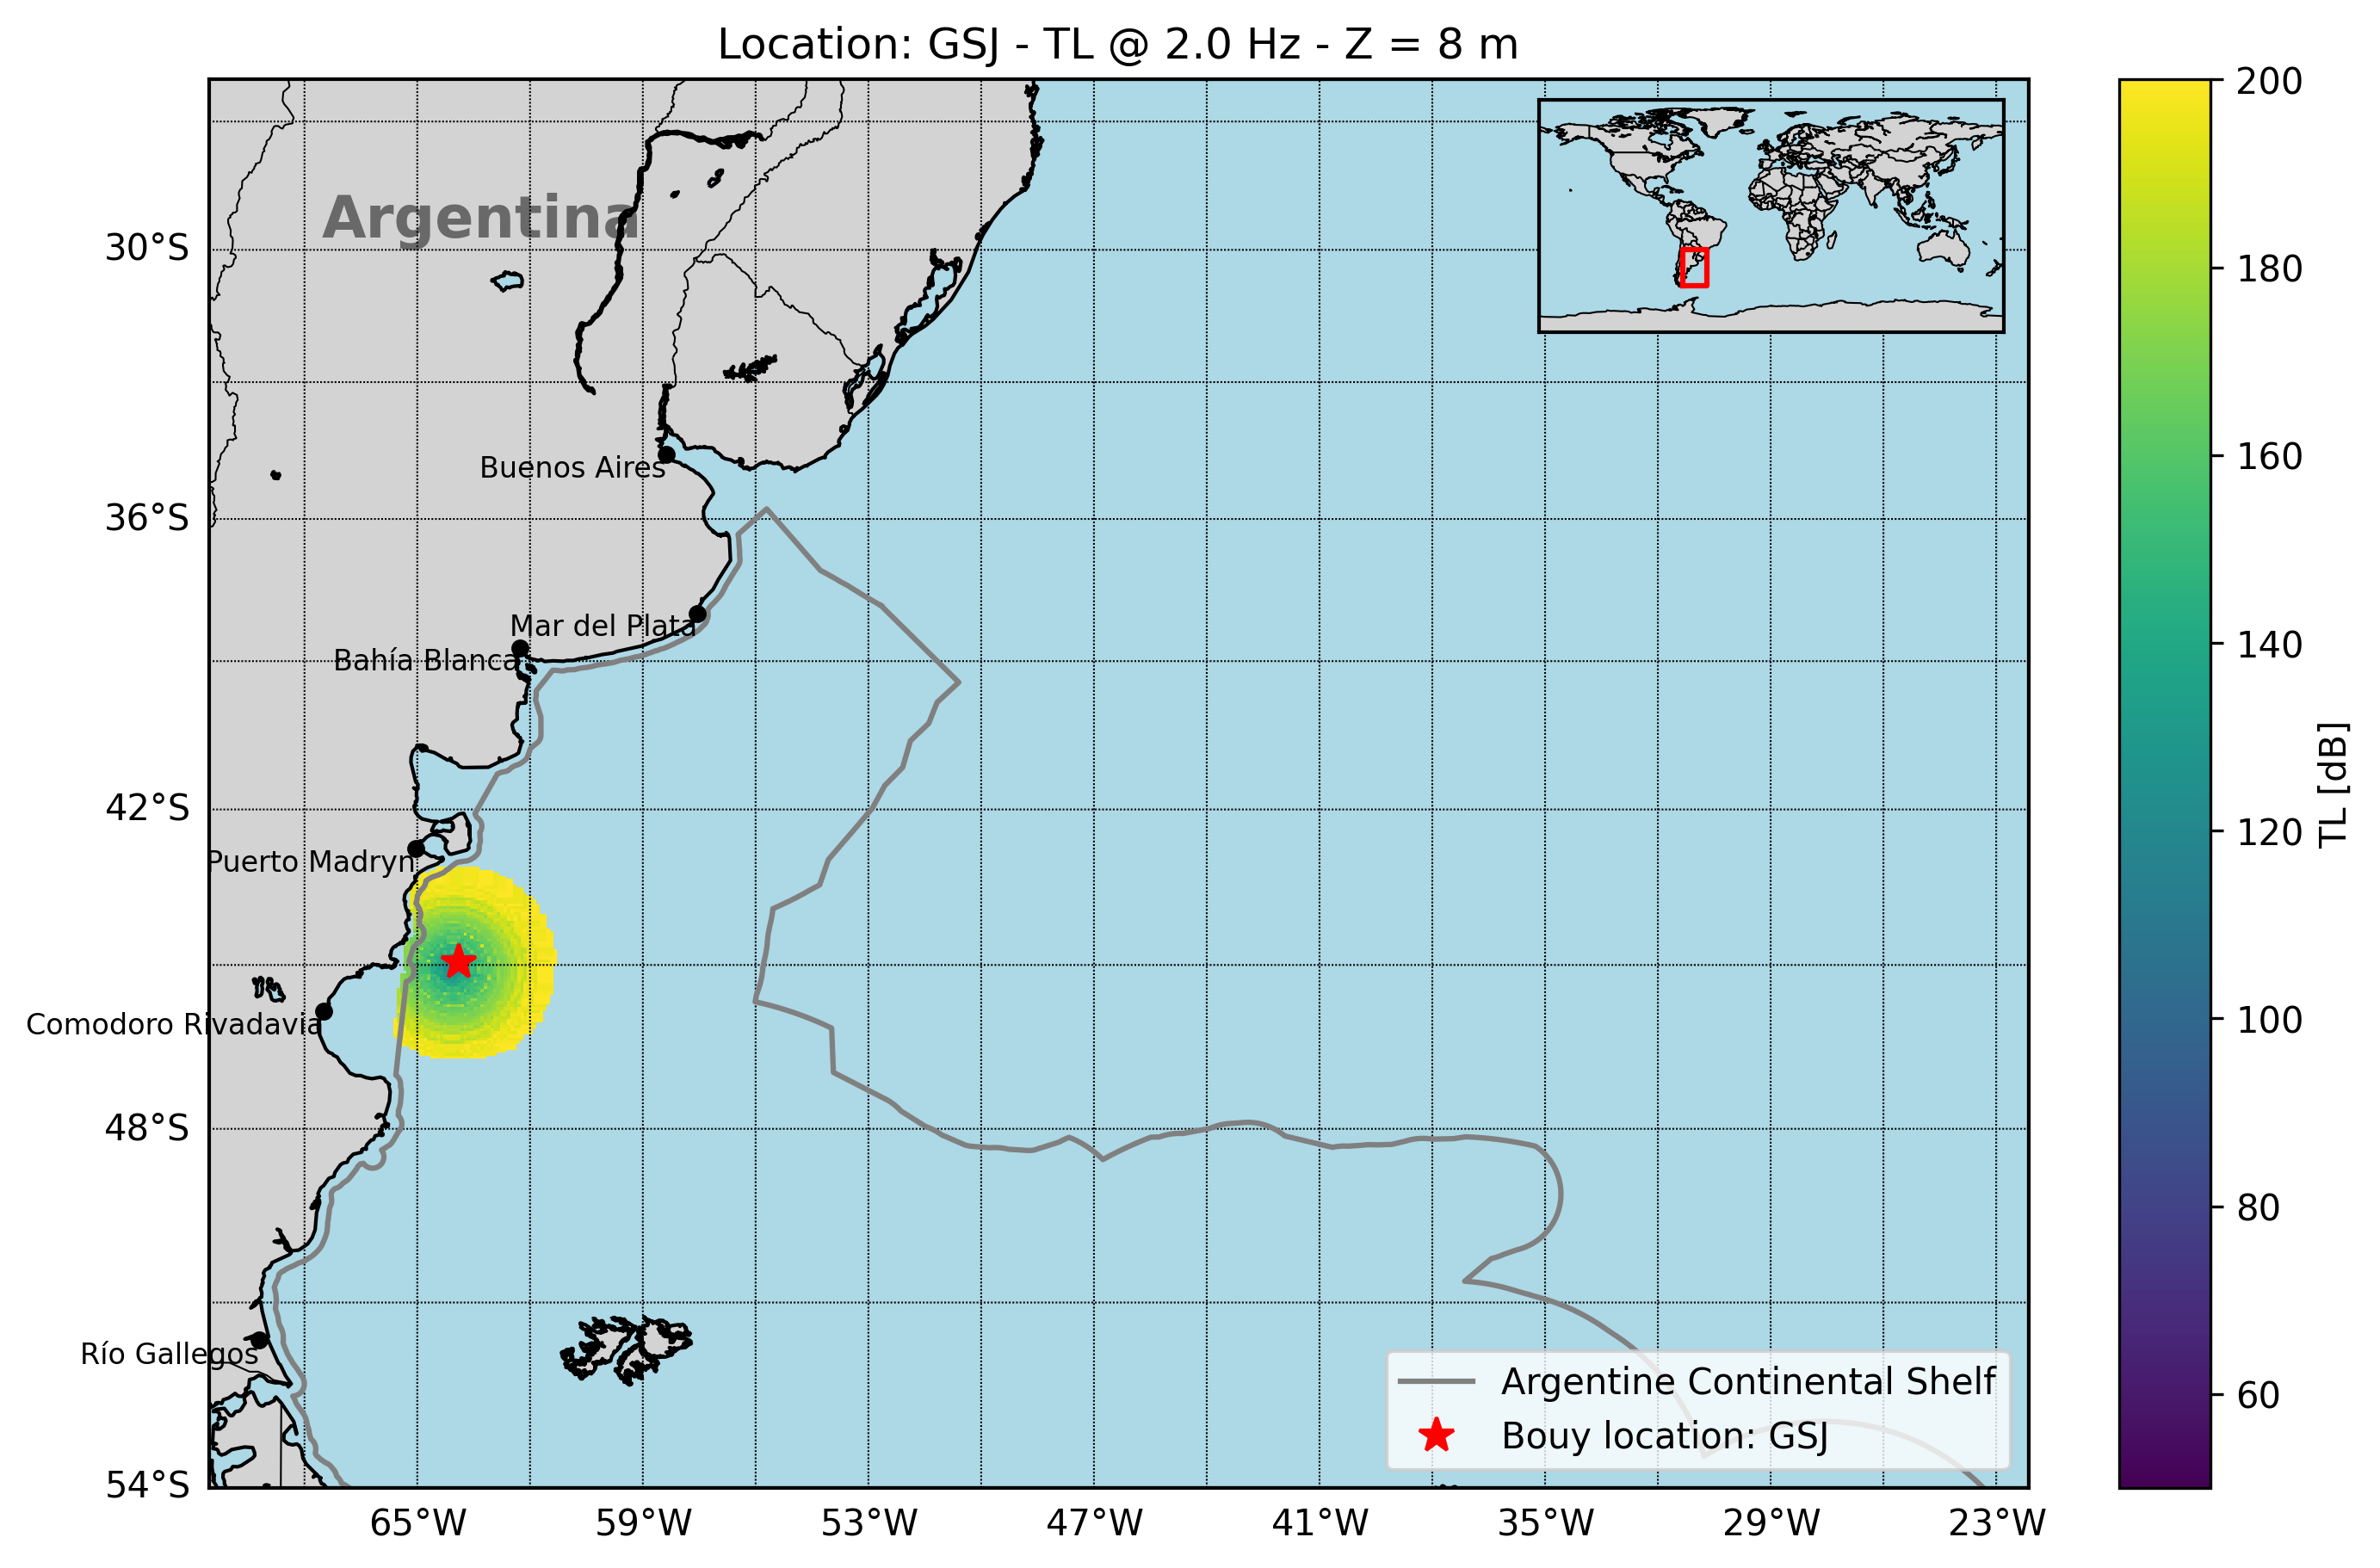 Location: GSJ - TL @ 2.0 Hz - Z = 8 m
Argentina
30°S
36°S
42°S
48°S
54°S
Buenos Aires
Mar del Plata
Bahía Blanca
Puerto Madryn
Comodoro Rivadavia
Río Gallegos
65°W
59°W
53°W
47°W
41°W
35°W
29°W
23°W
Argentine Continental Shelf
Bouy location: GSJ
200
180
160
140
120
100
80
60
TL [dB]